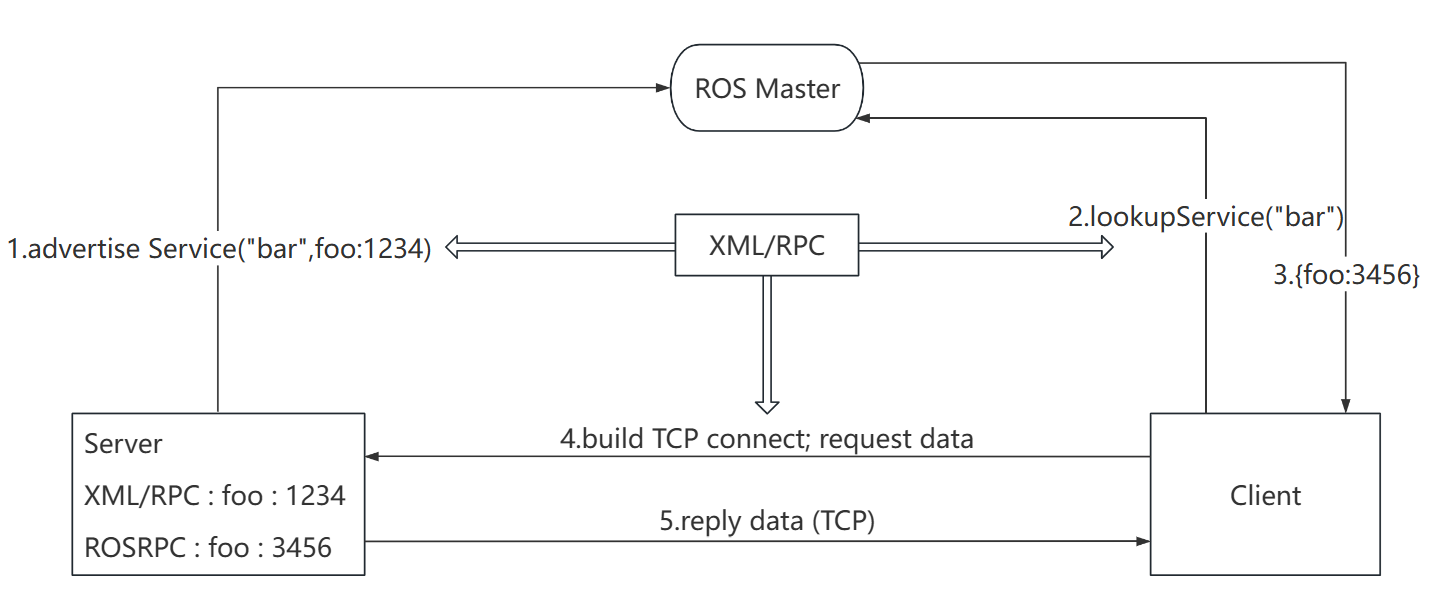 ROS Master
2.lookupService("bar")
XML/RPC
1.advertise Service("bar",foo:1234)
3.{foo:3456}
4.build TCP connect; request data
Server
XML/RPC : foo : 1234
ROSRPC : foo : 3456
5.reply data (TCP)
Client